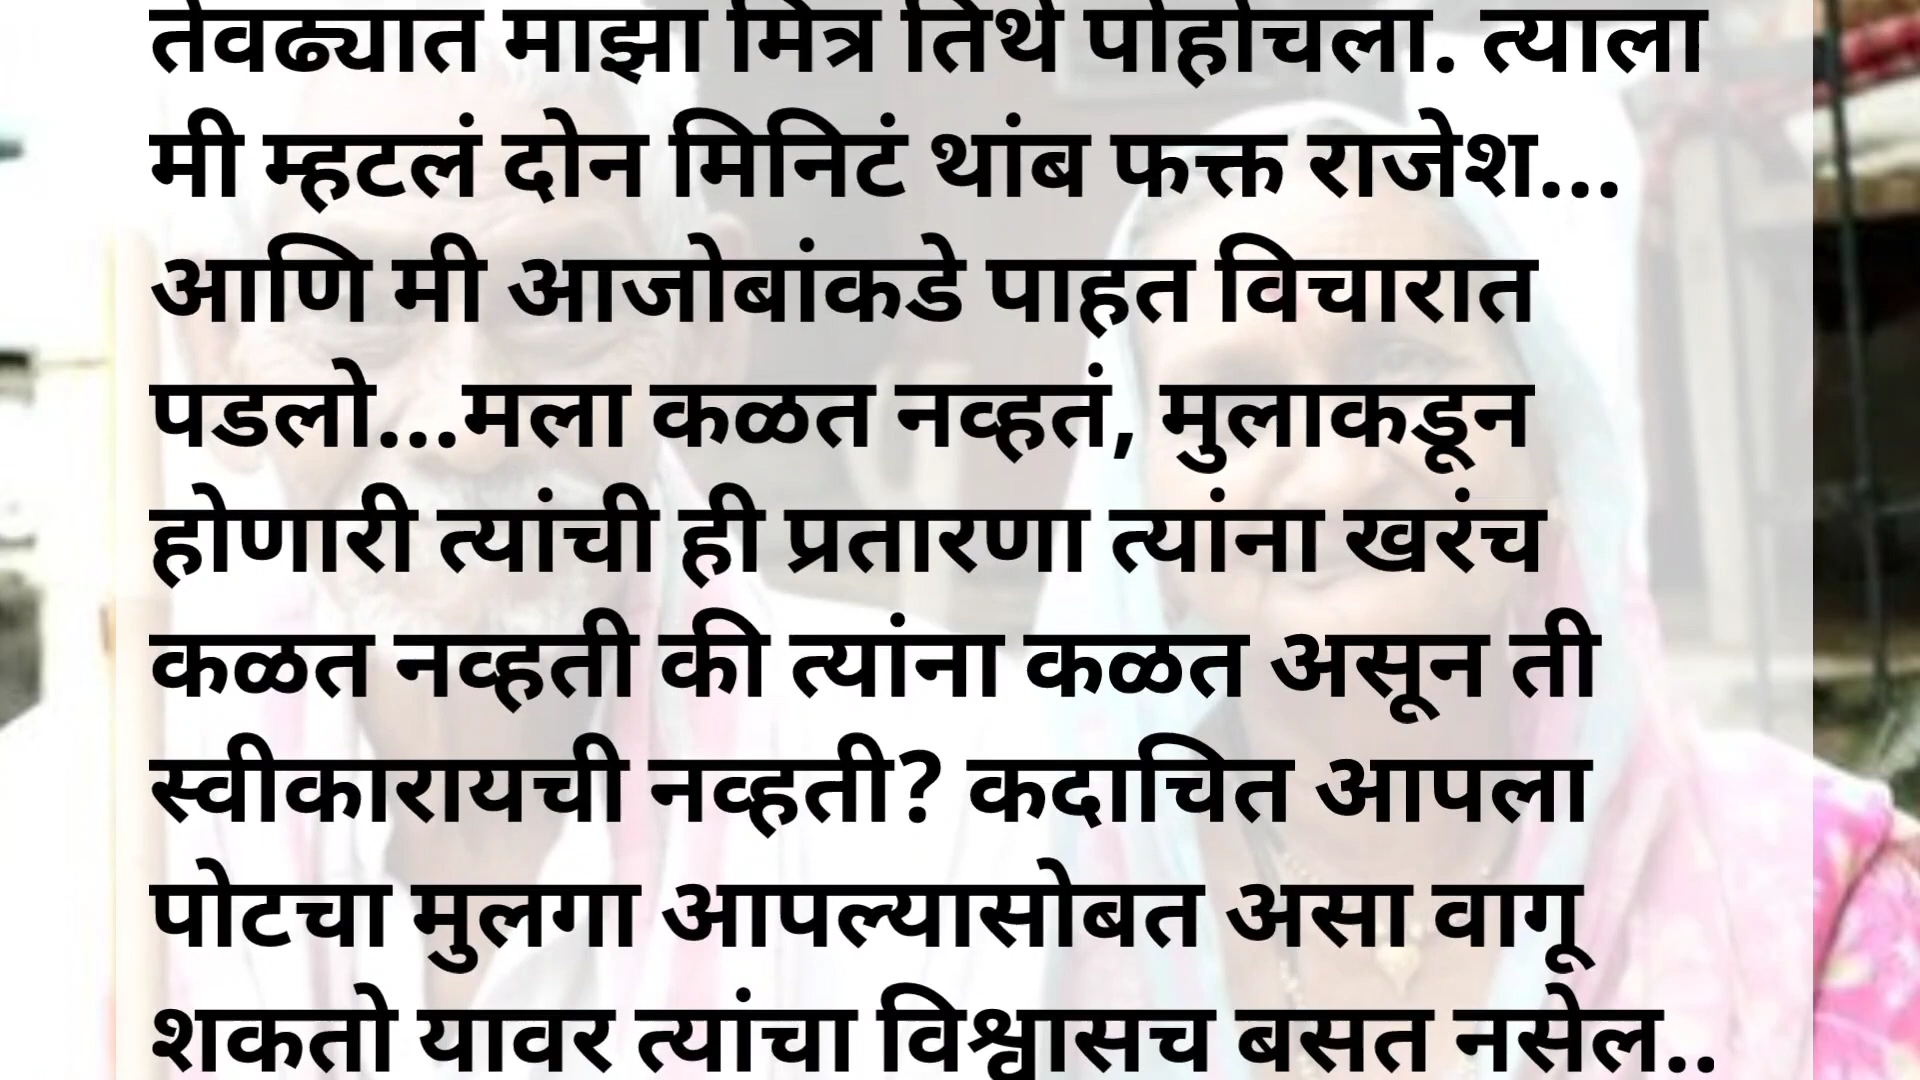 तेवढ्यात माझा मित्र तिथे पोहोचला. त्याला
मी म्हटलं दोन मिनिटं थांब फक्त राजेश...
आणि मी आजोबांकडे पाहत विचारात
पडलो...मला कळत नव्हतं, मुलाकडून
होणारी त्यांची ही प्रतारणा त्यांना खरंच
कळत नव्हती की त्यांना कळत असून ती
स्वीकारायची नव्हती? कदाचित आपला
पोटचा मुलगा आपल्यासोबत असा वागू
शकतो यावर त्यांचा विश्वासच बसत नसेल..